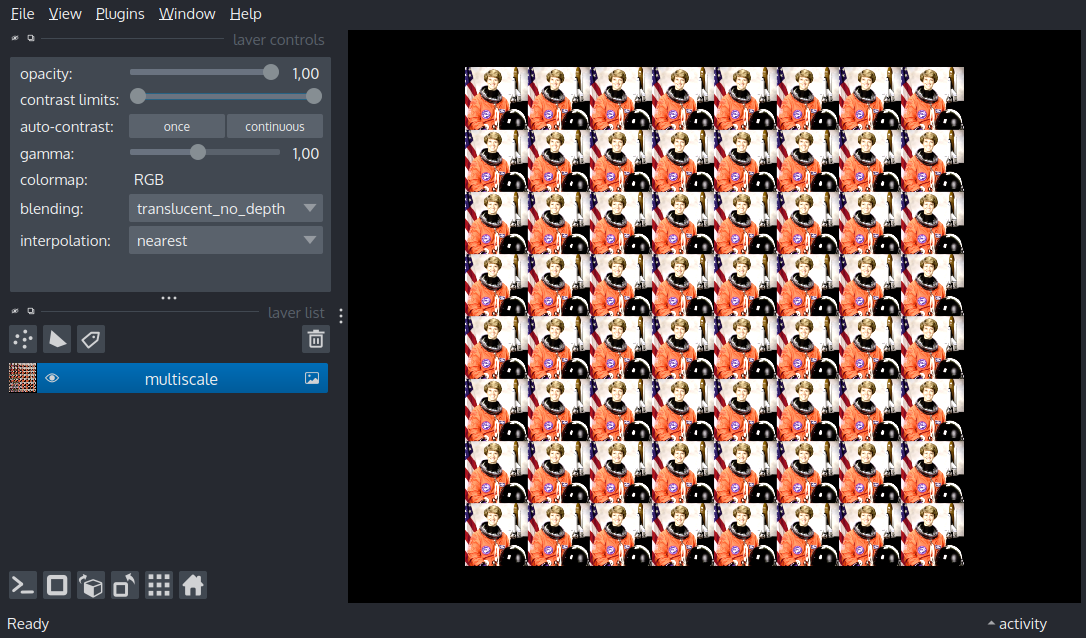 File View Plugins Window Help
layer controls
opacity: 1,00
contrast limits:
auto-contrast: once continuous
gamma: 1,00
colormap: RGB
blending: translucent_no_depth
interpolation: nearest
layer list
multiscale
Ready activity